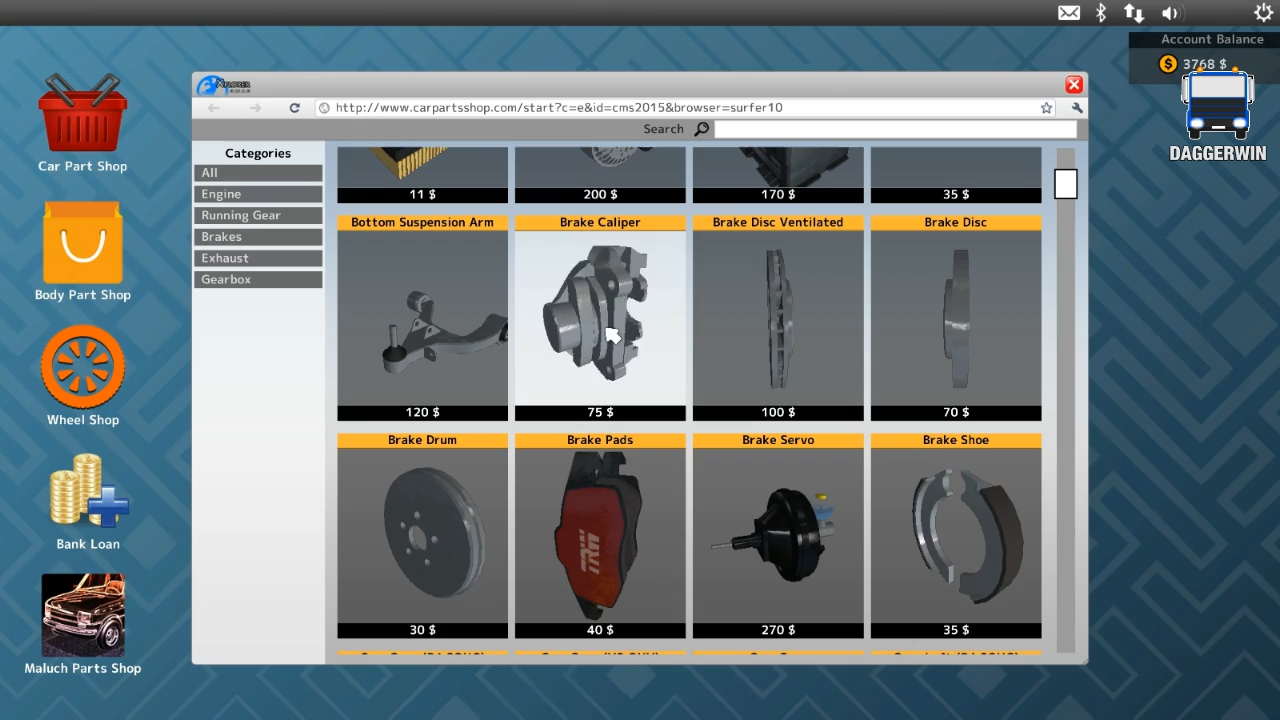 Account Balance
$ 3768 $
DAGGERWIN
Car Part Shop
Body Part Shop
Wheel Shop
Bank Loan
Maluch Parts Shop
XPLORER
http://www.carpartsshop.com/start?c=e&id=cms2015&browser=surfer10
Search
Categories
All
Engine
Running Gear
Brakes
Exhaust
Gearbox
11 $
200 $
170 $
35 $
Bottom Suspension Arm
Brake Caliper
Brake Disc Ventilated
Brake Disc
120 $
75 $
100 $
70 $
Brake Drum
Brake Pads
Brake Servo
Brake Shoe
TRW
30 $
40 $
270 $
35 $